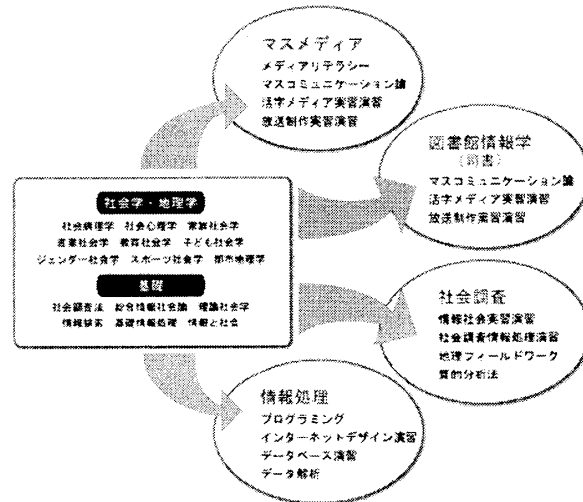 マスメディア
メディアリテラシー
マスコミュニケーション論
活字メディア実習演習
放送制作実習演習
図書館情報学
(司書)
マスコミュニケーション論
活字メディア実習演習
放送制作実習演習
社会学・地理学
社会病理学 社会心理学 家族社会学
産業社会学 教育社会学 子ども社会学
ジェンダー社会学 スポーツ社会学 都市地理学
基礎
社会調査法 総合情報社会論 理論社会学
情報検索 基礎情報処理 情報と社会
社会調査
情報社会実習演習
社会調査情報処理演習
地理フィールドワーク
質的分析法
情報処理
プログラミング
インターネットデザイン演習
データベース演習
データ解析